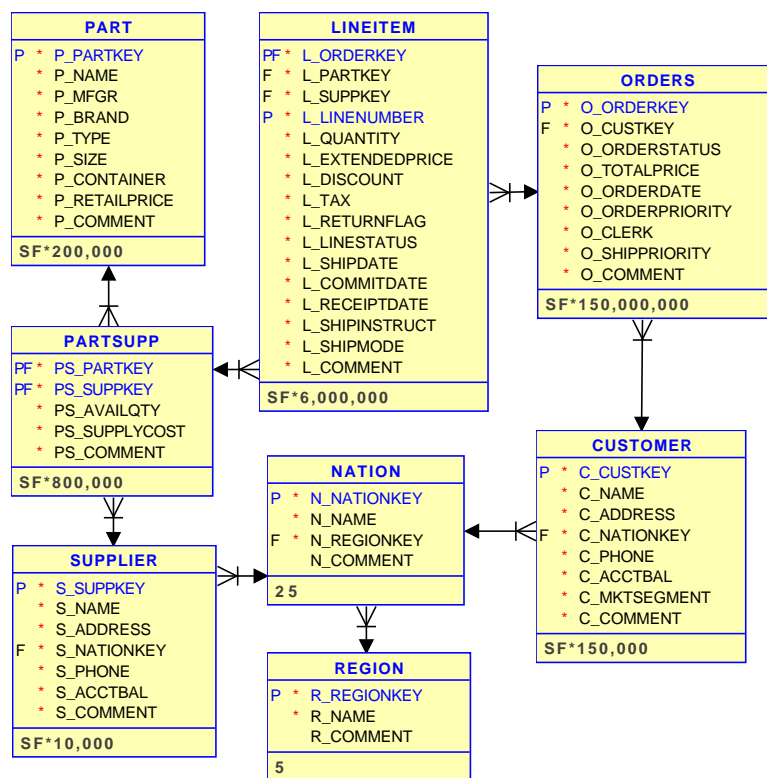 PART
P * P_PARTKEY
* P_NAME
* P_MFGR
* P_BRAND
* P_TYPE
* P_SIZE
* P_CONTAINER
* P_RETAILPRICE
* P_COMMENT
SF*200,000
LINEITEM
PF * L_ORDERKEY
F * L_PARTKEY
F * L_SUPPKEY
P * L_LINENUMBER
* L_QUANTITY
* L_EXTENDEDPRICE
* L_DISCOUNT
* L_TAX
* L_RETURNFLAG
* L_LINESTATUS
* L_SHIPDATE
* L_COMMITDATE
* L_RECEIPTDATE
* L_SHIPINSTRUCT
* L_SHIPMODE
* L_COMMENT
SF*6,000,000
ORDERS
P * O_ORDERKEY
F * O_CUSTKEY
* O_ORDERSTATUS
* O_TOTALPRICE
* O_ORDERDATE
* O_ORDERPRIORITY
* O_CLERK
* O_SHIPPRIORITY
* O_COMMENT
SF*150,000,000
PARTSUPP
PF * PS_PARTKEY
PF * PS_SUPPKEY
* PS_AVAILQTY
* PS_SUPPLYCOST
* PS_COMMENT
SF*800,000
NATION
P * N_NATIONKEY
* N_NAME
F * N_REGIONKEY
N_COMMENT
25
CUSTOMER
P * C_CUSTKEY
* C_NAME
* C_ADDRESS
F * C_NATIONKEY
* C_PHONE
* C_ACCTBAL
* C_MKTSEGMENT
* C_COMMENT
SF*150,000
SUPPLIER
P * S_SUPPKEY
* S_NAME
* S_ADDRESS
F * S_NATIONKEY
* S_PHONE
* S_ACCTBAL
* S_COMMENT
SF*10,000
REGION
P * R_REGIONKEY
* R_NAME
R_COMMENT
5